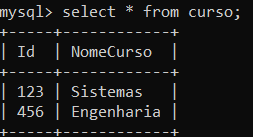 mysql> select * from curso;
+-----+------------+
| Id  | NomeCurso  |
+-----+------------+
| 123 | Sistemas   |
| 456 | Engenharia |
+-----+------------+